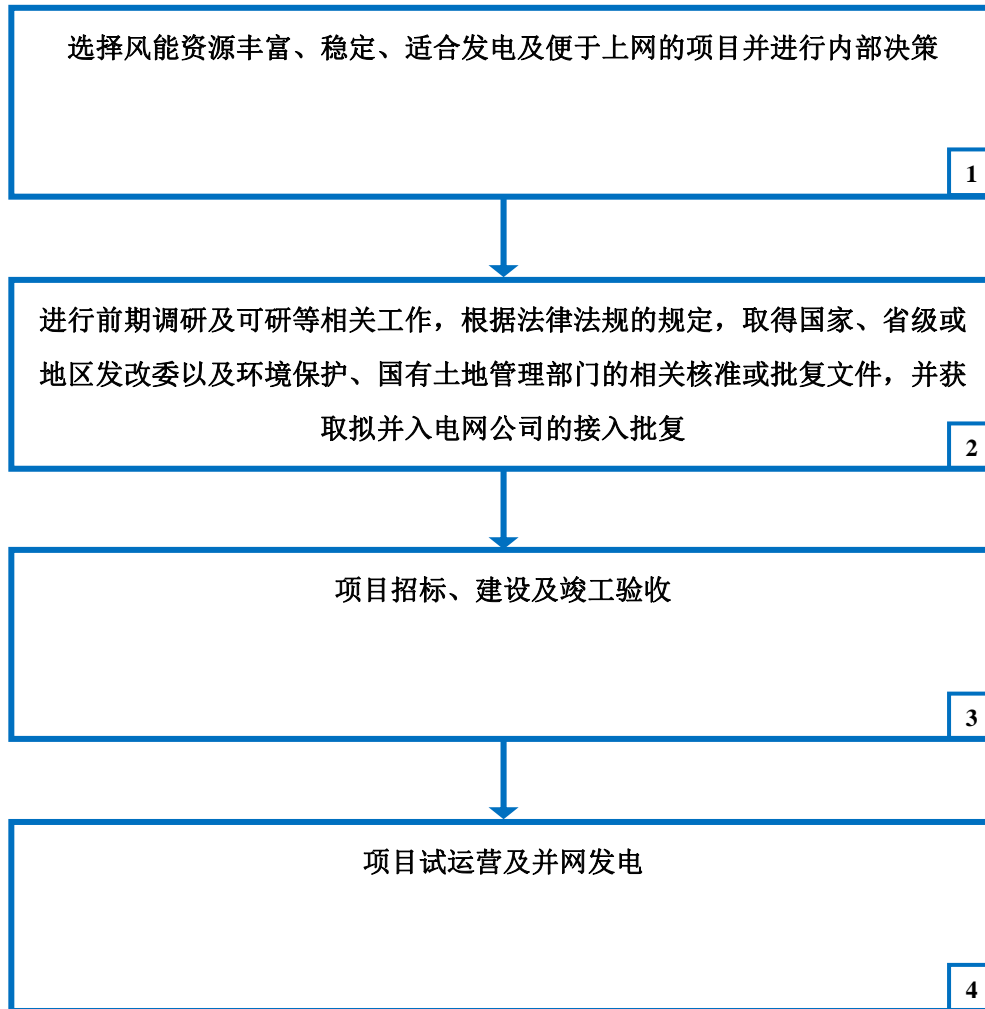 选择风能资源丰富、稳定、适合发电及便于上网的项目并进行内部决策
1
进行前期调研及可研等相关工作，根据法律法规的规定，取得国家、省级或
地区发改委以及环境保护、国有土地管理部门的相关核准或批复文件，并获
取拟并入电网公司的接入批复
2
项目招标、建设及竣工验收
3
项目试运营及并网发电
4